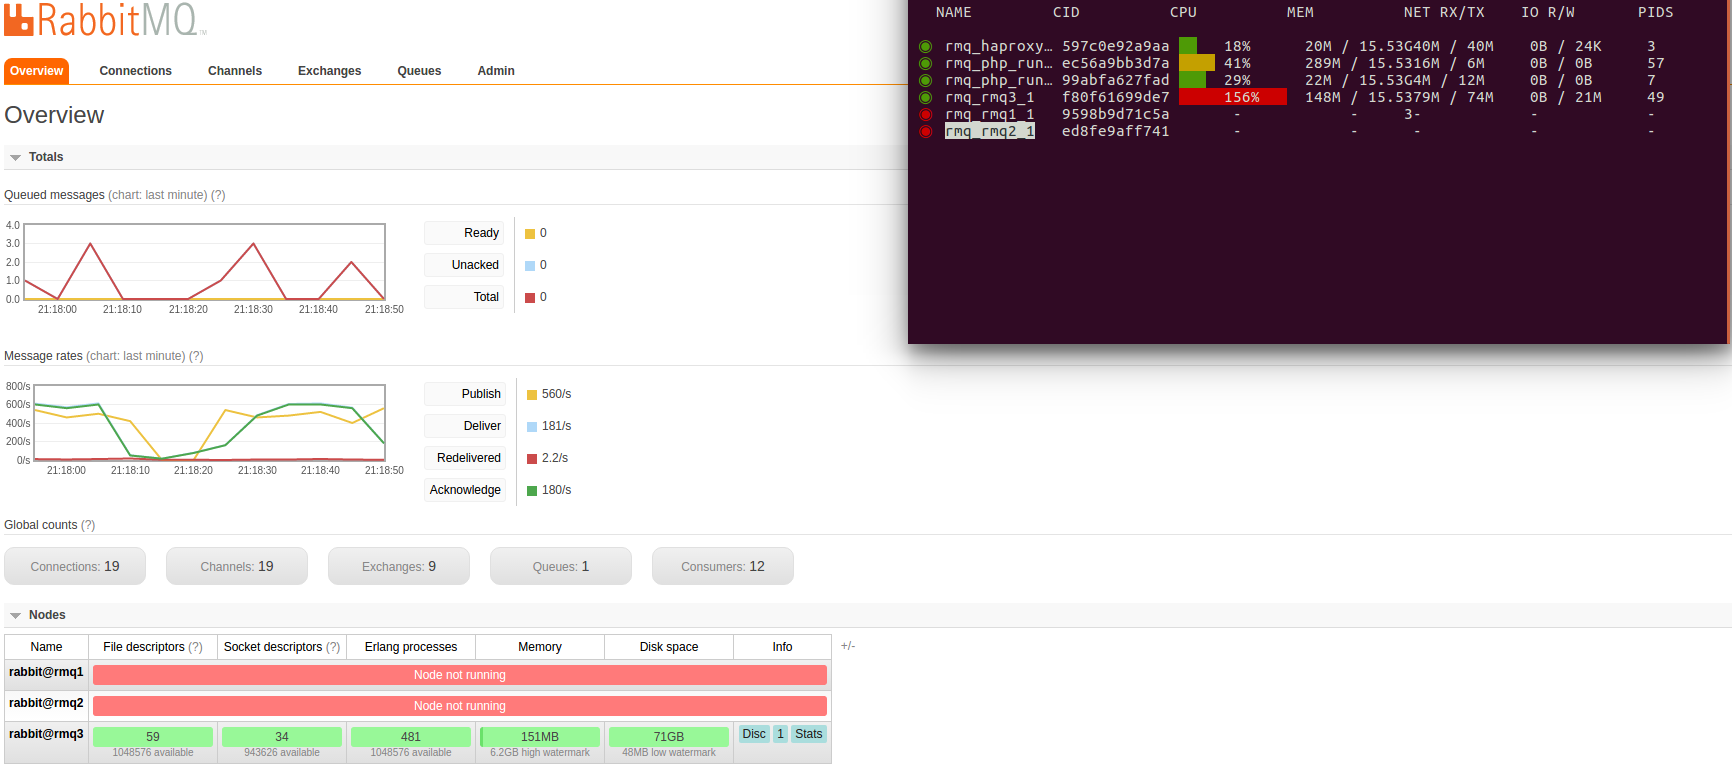 RabbitMQ™
Overview Connections Channels Exchanges Queues Admin
Overview
Totals
Queued messages (chart: last minute) (?)
4.0
3.0
2.0
1.0
0.0
21:18:00 21:18:10 21:18:20 21:18:30 21:18:40 21:18:50
Ready 0
Unacked 0
Total 0
Message rates (chart: last minute) (?)
800/s
600/s
400/s
200/s
0/s
21:18:00 21:18:10 21:18:20 21:18:30 21:18:40 21:18:50
Publish 560/s
Deliver 181/s
Redelivered 2.2/s
Acknowledge 180/s
Global counts (?)
Connections: 19 Channels: 19 Exchanges: 9 Queues: 1 Consumers: 12
Nodes
Name File descriptors (?) Socket descriptors (?) Erlang processes Memory Disk space Info +/-
rabbit@rmq1 Node not running
rabbit@rmq2 Node not running
rabbit@rmq3 59 34 481 151MB 71GB Disc 1 Stats
1048576 available 943626 available 1048576 available 6.2GB high watermark 48MB low watermark
NAME CID CPU MEM NET RX/TX IO R/W PIDS
rmq_haproxy… 597c0e92a9aa 18% 20M / 15.53G40M / 40M 0B / 24K 3
rmq_php_run… ec56a9bb3d7a 41% 289M / 15.5316M / 6M 0B / 0B 57
rmq_php_run… 99abfa627fad 29% 22M / 15.53G4M / 12M 0B / 0B 7
rmq_rmq3_1 f80f61699de7 156% 148M / 15.5379M / 74M 0B / 21M 49
rmq_rmq1_1 9598b9d71c5a - - 3- - -
rmq_rmq2_1 ed8fe9aff741 - - - - -